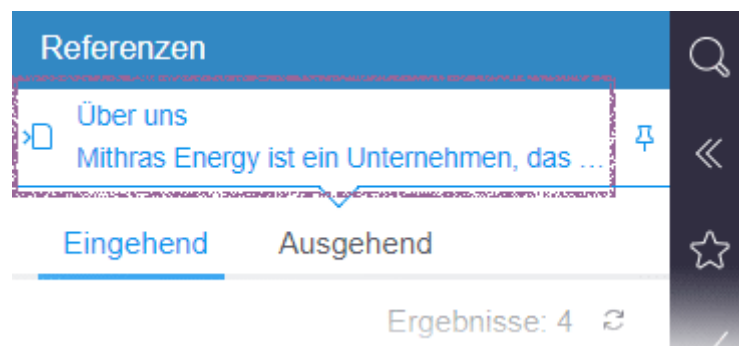 Referenzen
Über uns
Mithras Energy ist ein Unternehmen, das ...
Eingehend Ausgehend
Ergebnisse: 4